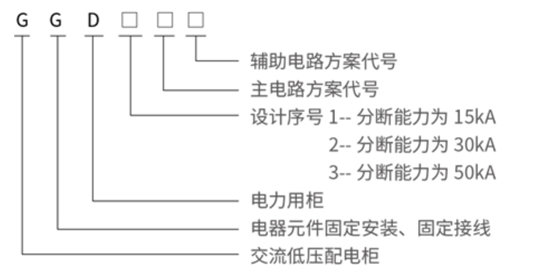 G G D □ □ □
辅助电路方案代号
主电路方案代号
设计序号 1-- 分断能力为 15kA
2-- 分断能力为 30kA
3-- 分断能力为 50kA
电力用柜
电器元件固定安装、固定接线
交流低压配电柜